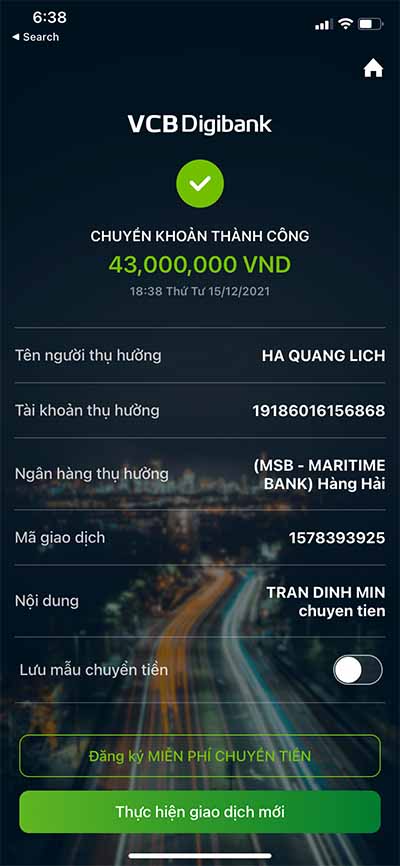 6:38
◀ Search
VCB Digibank
CHUYỂN KHOẢN THÀNH CÔNG
43,000,000 VND
18:38 Thứ Tư 15/12/2021
Tên người thụ hưởng HA QUANG LICH
Tài khoản thụ hưởng 19186016156868
Ngân hàng thụ hưởng (MSB - MARITIME
BANK) Hàng Hải
Mã giao dịch 1578393925
Nội dung TRAN DINH MIN
chuyen tien
Lưu mẫu chuyển tiền
Đăng ký MIỄN PHÍ CHUYỂN TIỀN
Thực hiện giao dịch mới